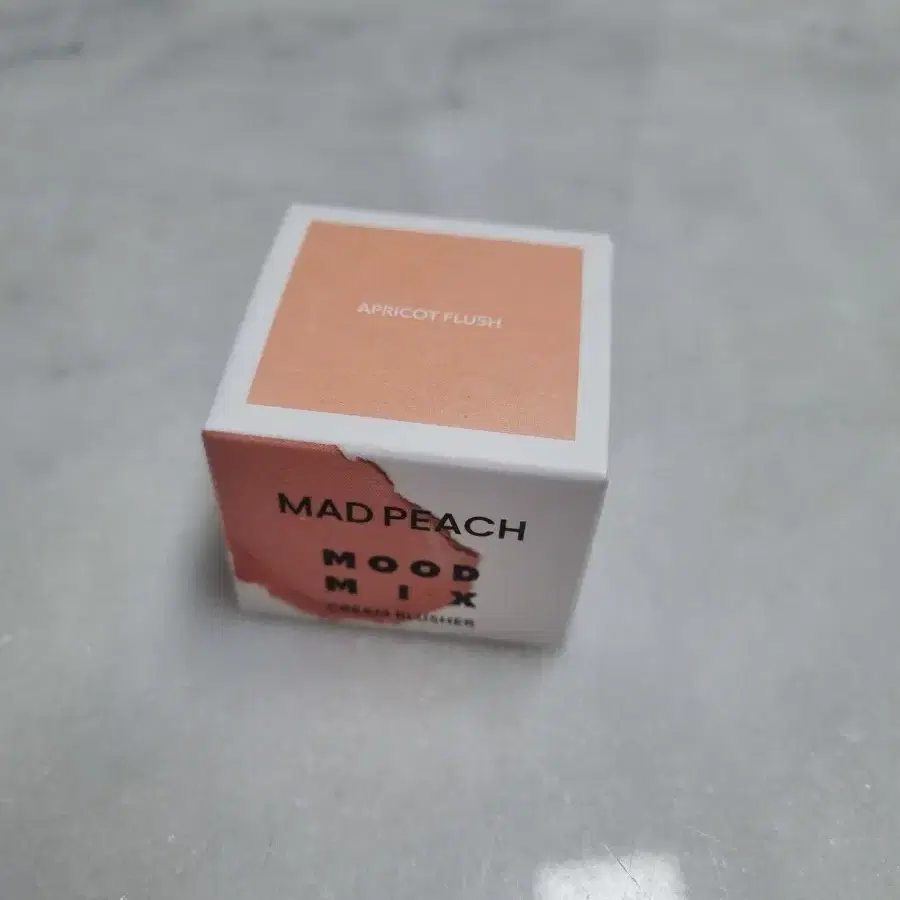 APRICOT FLUSH
MAD PEACH
MOOD
MIX
CREAM BLUSHER